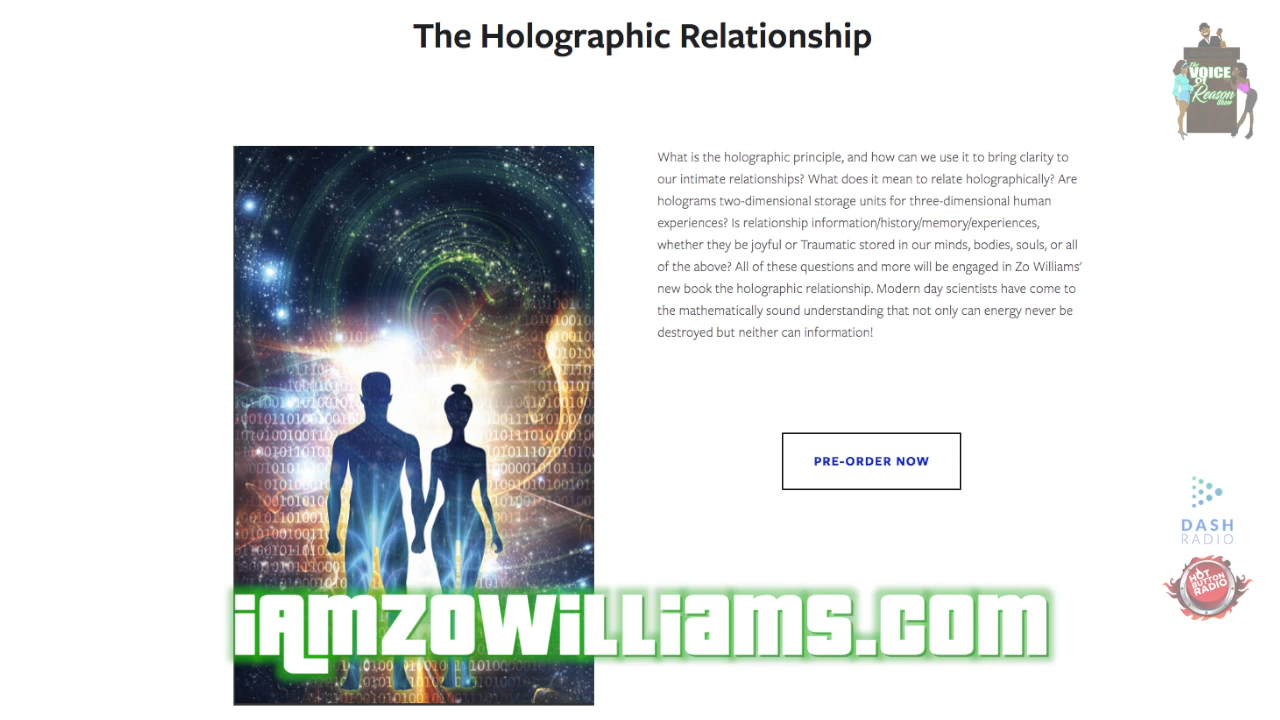 The Holographic Relationship
The
VOICE
of
Reason
Show
What is the holographic principle, and how can we use it to bring clarity to
our intimate relationships? What does it mean to relate holographically? Are
holograms two-dimensional storage units for three-dimensional human
experiences? Is relationship information/history/memory/experiences,
whether they be joyful or Traumatic stored in our minds, bodies, souls, or all
of the above? All of these questions and more will be engaged in Zo Williams'
new book the holographic relationship. Modern day scientists have come to
the mathematically sound understanding that not only can energy never be
destroyed but neither can information!
PRE-ORDER NOW
DASH
RADIO
HOT
BUTTON
RADIO
iAmzoWilliams.com